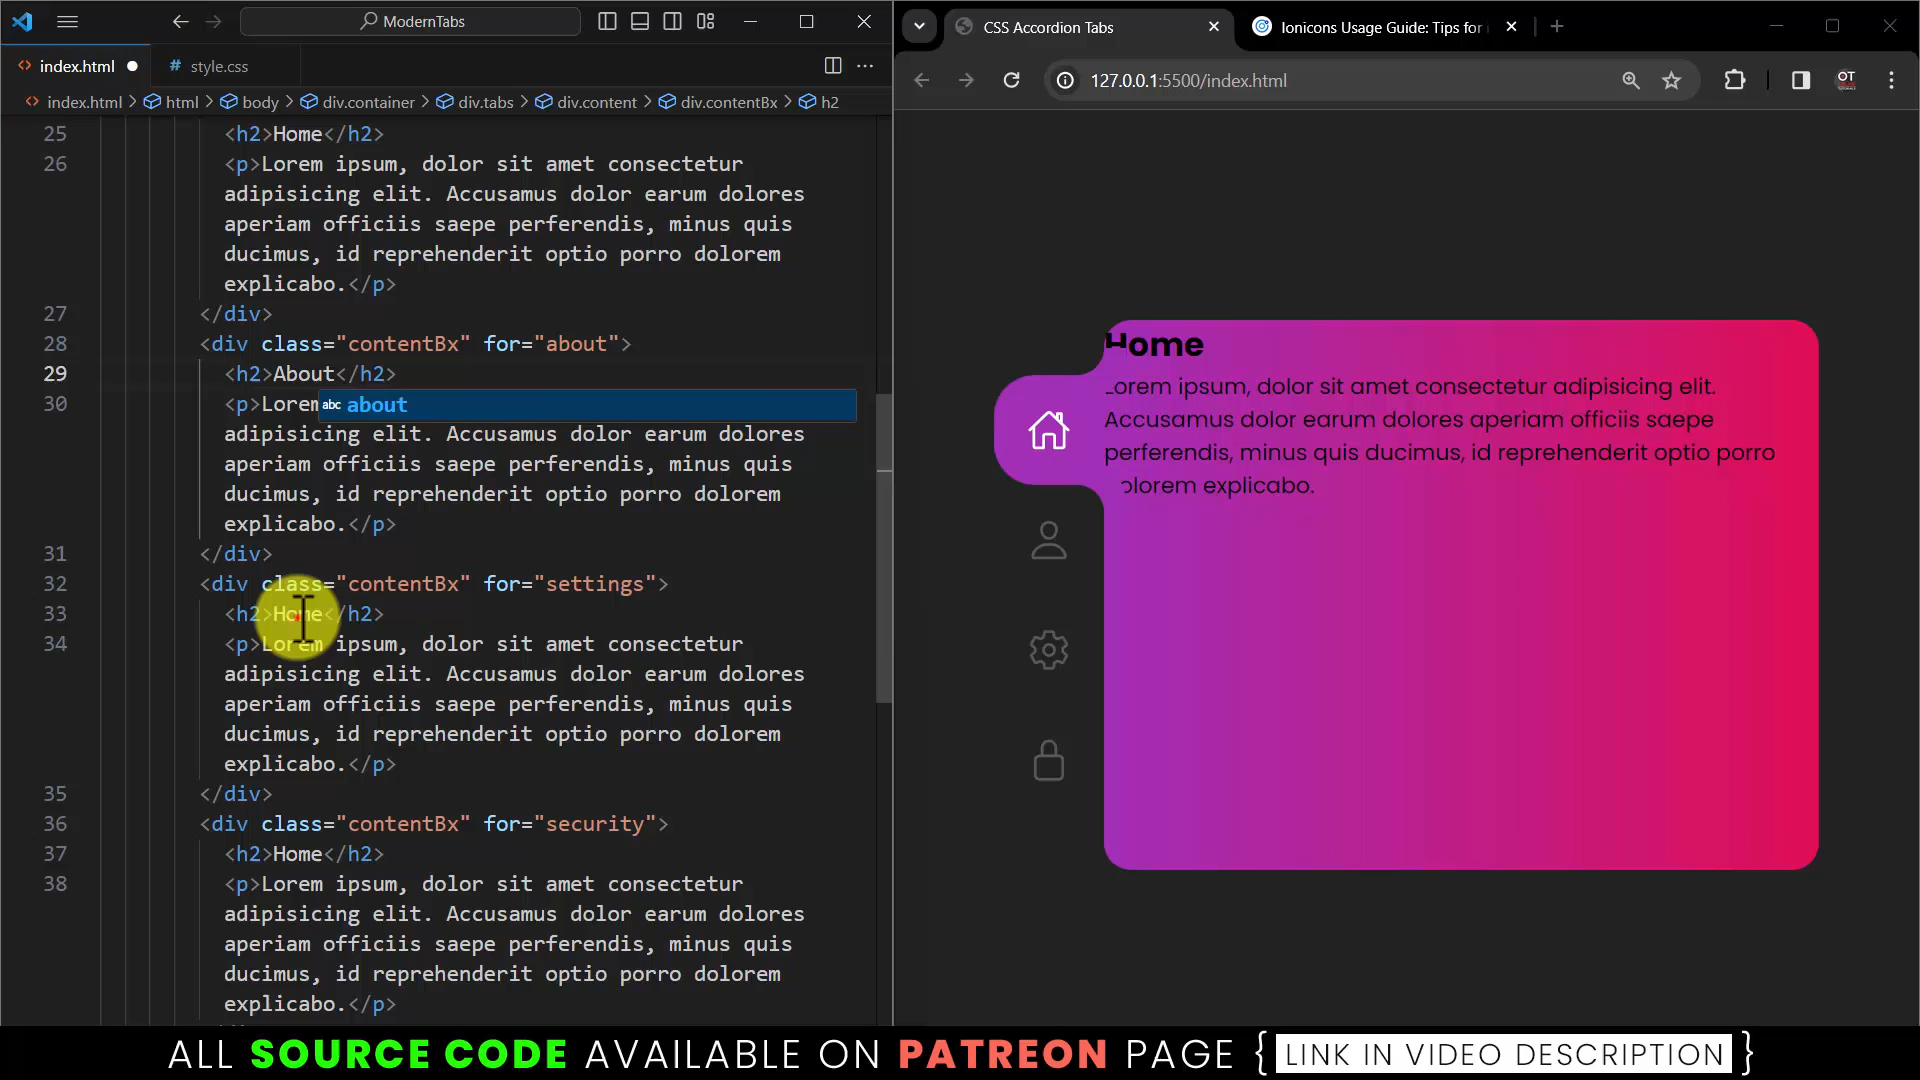 ModernTabs
index.html
# style.css
index.html > html > body > div.container > div.tabs > div.content > div.contentBx > h2
25 <h2>Home</h2>
26 <p>Lorem ipsum, dolor sit amet consectetur
adipisicing elit. Accusamus dolor earum dolores
aperiam officiis saepe perferendis, minus quis
ducimus, id reprehenderit optio porro dolorem
explicabo.</p>
27 </div>
28 <div class="contentBx" for="about">
29 <h2>About</h2>
30 <p>Lorem
abc about
adipisicing elit. Accusamus dolor earum dolores
aperiam officiis saepe perferendis, minus quis
ducimus, id reprehenderit optio porro dolorem
explicabo.</p>
31 </div>
32 <div class="contentBx" for="settings">
33 <h2>Home</h2>
34 <p>Lorem ipsum, dolor sit amet consectetur
adipisicing elit. Accusamus dolor earum dolores
aperiam officiis saepe perferendis, minus quis
ducimus, id reprehenderit optio porro dolorem
explicabo.</p>
35 </div>
36 <div class="contentBx" for="security">
37 <h2>Home</h2>
38 <p>Lorem ipsum, dolor sit amet consectetur
adipisicing elit. Accusamus dolor earum dolores
aperiam officiis saepe perferendis, minus quis
ducimus, id reprehenderit optio porro dolorem
explicabo.</p>
CSS Accordion Tabs
Ionicons Usage Guide: Tips for
127.0.0.1:5500/index.html
OT
Home
Lorem ipsum, dolor sit amet consectetur adipisicing elit.
Accusamus dolor earum dolores aperiam officiis saepe
perferendis, minus quis ducimus, id reprehenderit optio porro
dolorem explicabo.
ALL SOURCE CODE AVAILABLE ON PATREON PAGE { LINK IN VIDEO DESCRIPTION }